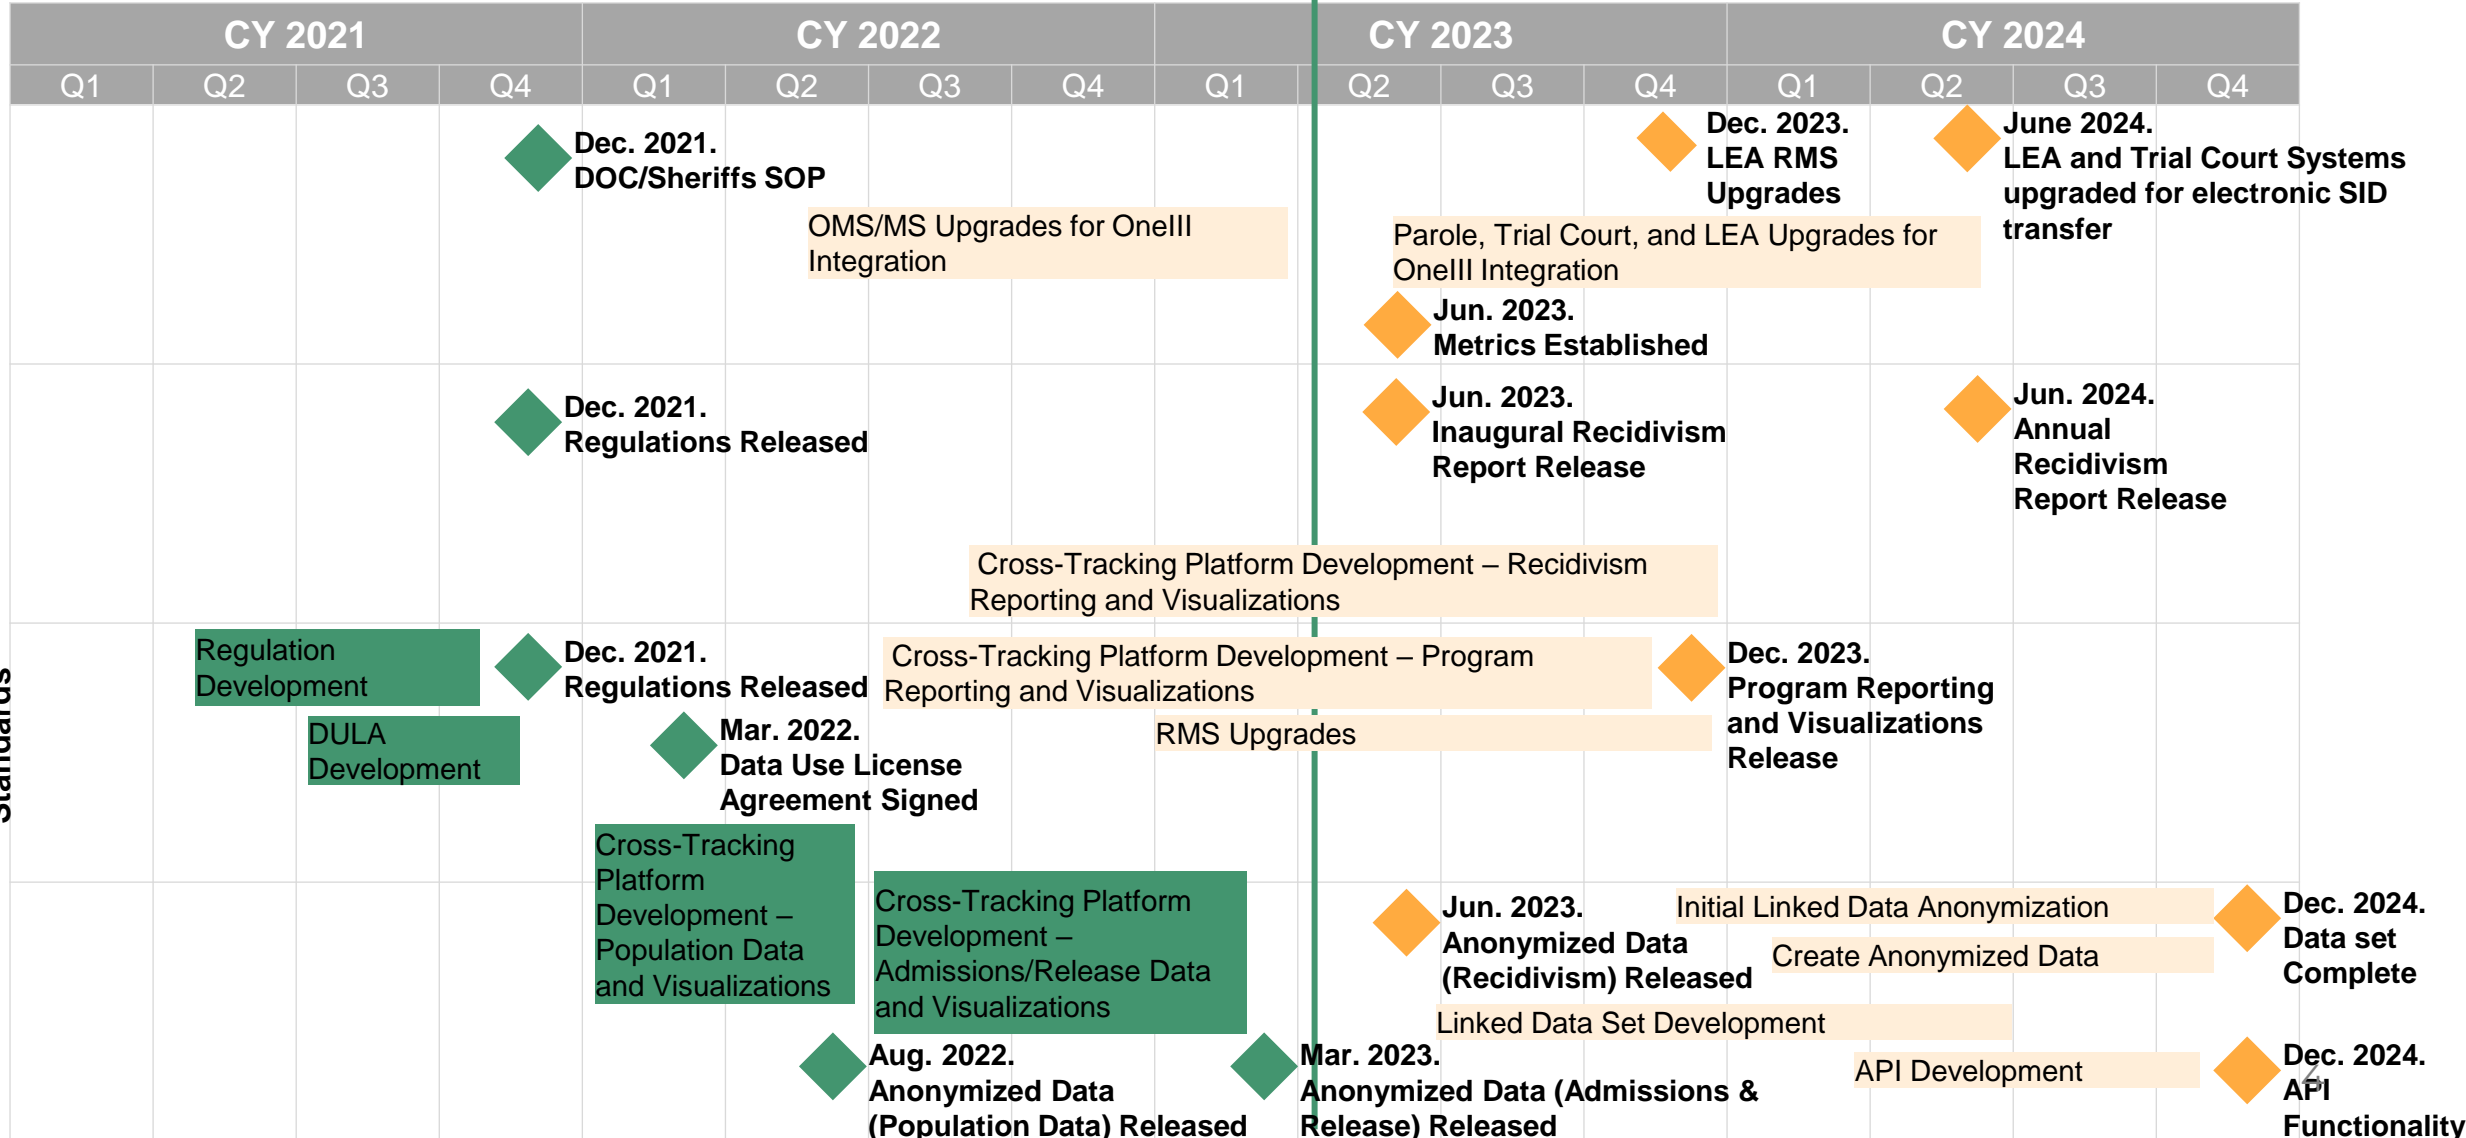 CY 2021
CY 2022
CY 2023
CY 2024
Q1 Q2 Q3 Q4 Q1 Q2 Q3 Q4 Q1 Q2 Q3 Q4 Q1 Q2 Q3 Q4
Dec. 2021.
DOC/Sheriffs SOP
OMS/MS Upgrades for OneIII
Integration
Dec. 2023.
LEA RMS
Upgrades
June 2024.
LEA and Trial Court Systems
upgraded for electronic SID
transfer
Parole, Trial Court, and LEA Upgrades for
OneIII Integration
Jun. 2023.
Metrics Established
Dec. 2021.
Regulations Released
Jun. 2023.
Inaugural Recidivism
Report Release
Jun. 2024.
Annual
Recidivism
Report Release
Cross-Tracking Platform Development – Recidivism
Reporting and Visualizations
Standards
Regulation
Development
Dec. 2021.
Regulations Released
Cross-Tracking Platform Development – Program
Reporting and Visualizations
Dec. 2023.
Program Reporting
and Visualizations
Release
DULA
Development
Mar. 2022.
Data Use License
Agreement Signed
RMS Upgrades
Cross-Tracking
Platform
Development –
Population Data
and Visualizations
Cross-Tracking Platform
Development –
Admissions/Release Data
and Visualizations
Jun. 2023.
Anonymized Data
(Recidivism) Released
Initial Linked Data Anonymization
Create Anonymized Data
Dec. 2024.
Data set
Complete
Linked Data Set Development
Aug. 2022.
Anonymized Data
(Population Data) Released
Mar. 2023.
Anonymized Data (Admissions &
Release) Released
API Development
Dec. 2024.
API
Functionality
4